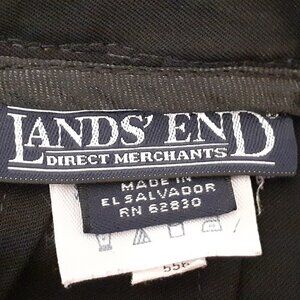 LANDS' END
DIRECT MERCHANTS
MADE IN
EL SALVADOR
RN 62830